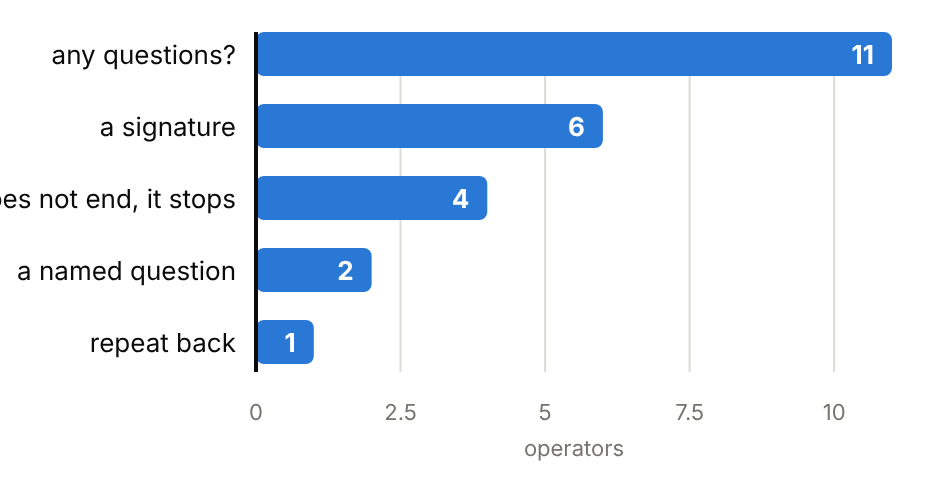 any questions?
11
a signature
6
not end, it stops
4
a named question
2
repeat back
1
0 2.5 5 7.5 10
operators